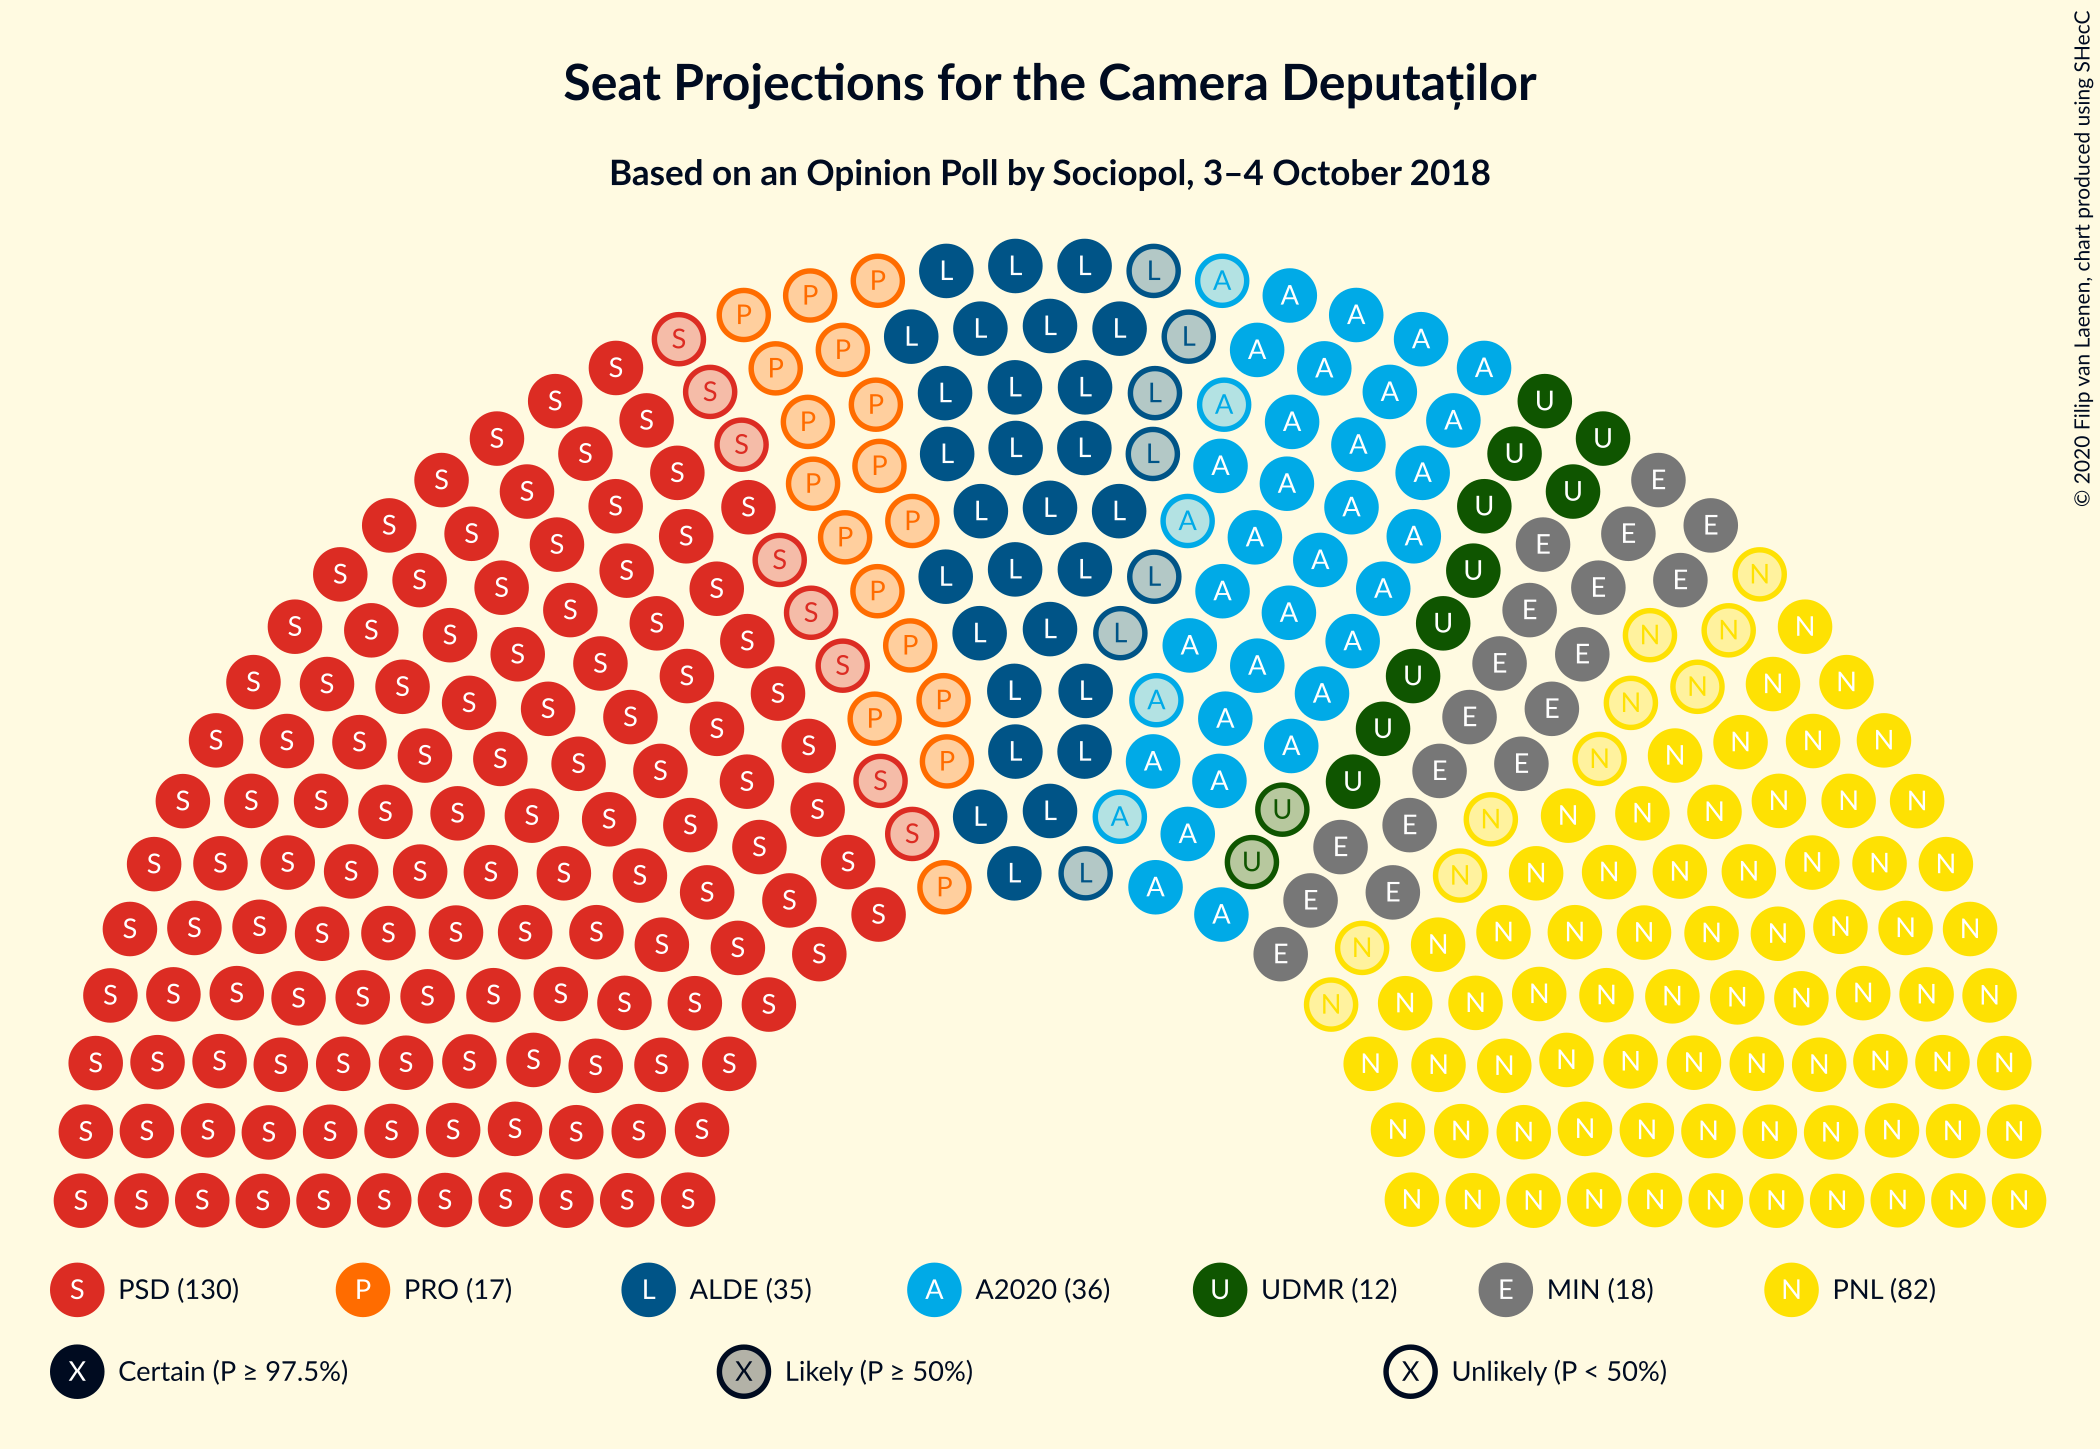 Seat Projections for the Camera Deputaților
Based on an Opinion Poll by Sociopol, 3–4 October 2018
© 2020 Filip van Laenen, chart produced using SHecC
S PSD (130)
P PRO (17)
L ALDE (35)
A A2020 (36)
U UDMR (12)
E MIN (18)
N PNL (82)
X Certain (P ≥ 97.5%)
X Likely (P ≥ 50%)
X Unlikely (P < 50%)